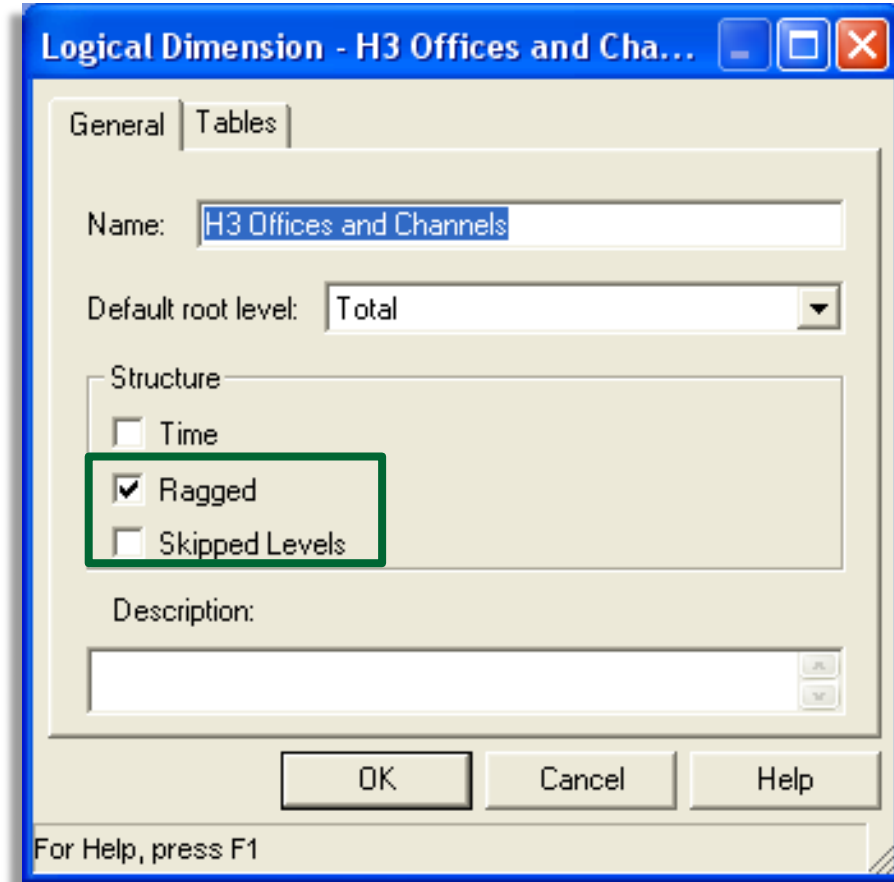 Logical Dimension - H3 Offices and Cha...
General Tables
Name: H3 Offices and Channels
Default root level: Total
Structure
Time
Ragged
Skipped Levels
Description:
OK Cancel Help
For Help, press F1